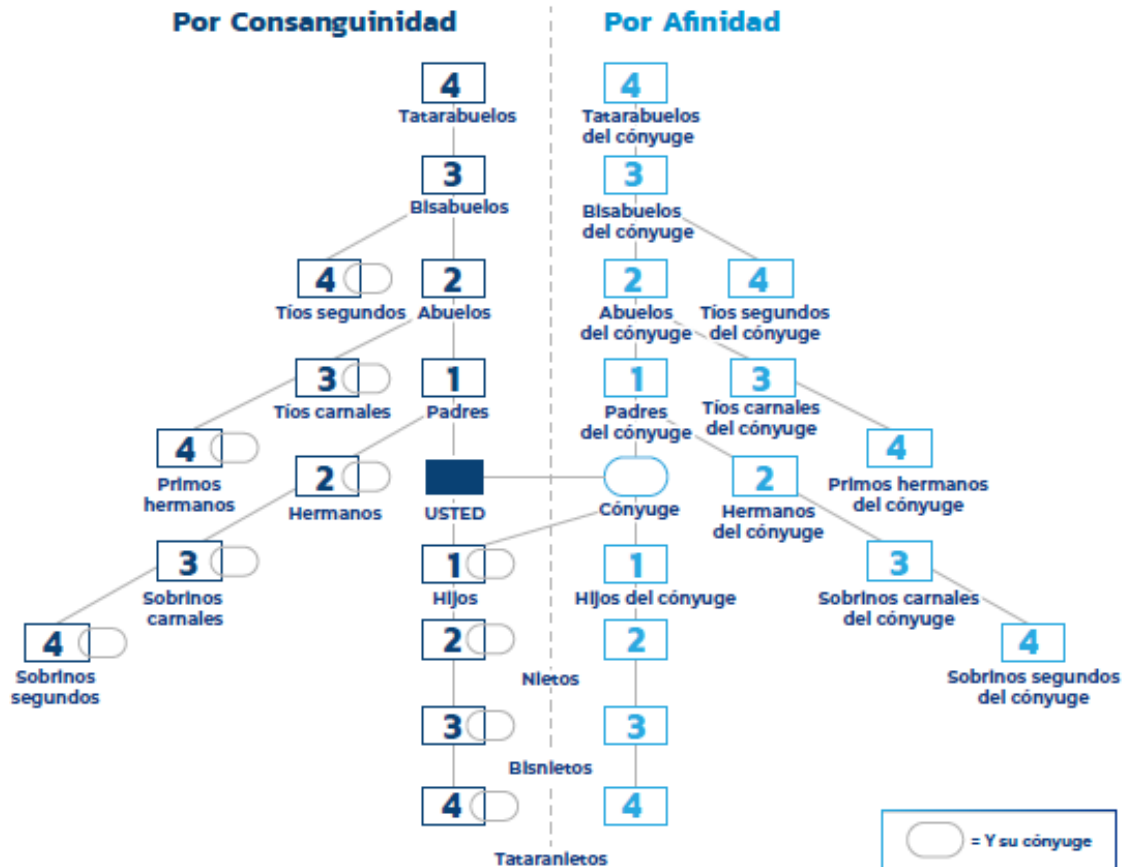 Por Consanguinidad
Por Afinidad
4
4
Tatarabuelos
Tatarabuelos
del cónyuge
3
3
Bisabuelos
Bisabuelos
del cónyuge
4
2
2
4
Tíos segundos
Abuelos
Abuelos
del cónyuge
Tíos segundos
del cónyuge
3
1
1
3
Tíos carnales
Padres
Padres
del cónyuge
Tíos carnales
del cónyuge
4
4
Primos
hermanos
2
2
Primos hermanos
del cónyuge
Hermanos
USTED
Cónyuge
Hermanos
del cónyuge
3
1
1
3
Sobrinos
carnales
Hijos
Hijos del cónyuge
Sobrinos carnales
del cónyuge
4
2
2
4
Sobrinos
segundos
Nietos
Sobrinos segundos
del cónyuge
3
3
Bisnietos
4
4
Tataranietos
= Y su cónyuge